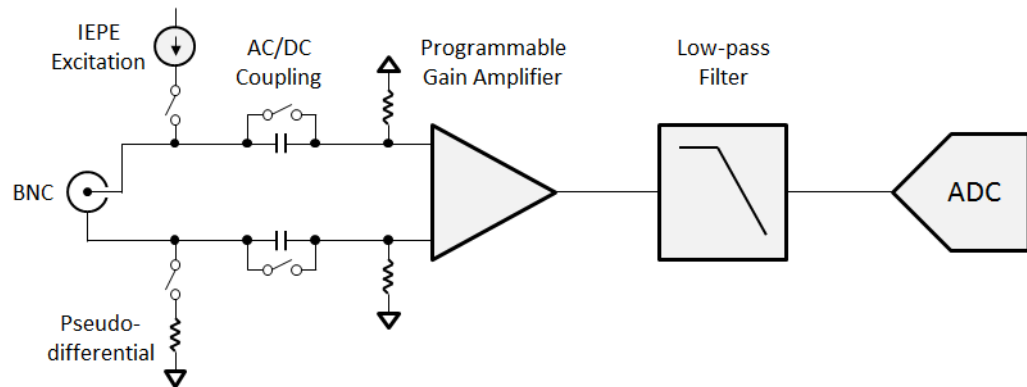 IEPE
Excitation
AC/DC
Coupling
Programmable
Gain Amplifier
Low-pass
Filter
BNC
ADC
Pseudo-
differential